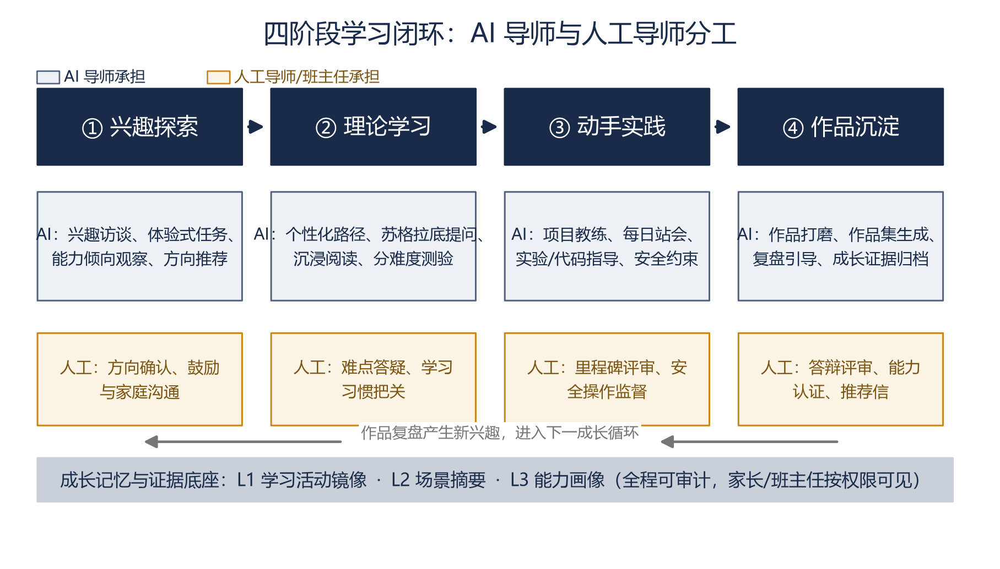 四阶段学习闭环：AI 导师与人工导师分工
AI 导师承担
人工导师/班主任承担
① 兴趣探索
② 理论学习
③ 动手实践
④ 作品沉淀
AI：兴趣访谈、体验式任务、
能力倾向观察、方向推荐
AI：个性化路径、苏格拉底提问、
沉浸阅读、分难度测验
AI：项目教练、每日站会、
实验/代码指导、安全约束
AI：作品打磨、作品集生成、
复盘引导、成长证据归档
人工：方向确认、鼓励
与家庭沟通
人工：难点答疑、学习
习惯把关
人工：里程碑评审、安
全操作监督
人工：答辩评审、能力
认证、推荐信
作品复盘产生新兴趣，进入下一成长循环
成长记忆与证据底座：L1 学习活动镜像 · L2 场景摘要 · L3 能力画像（全程可审计，家长/班主任按权限可见）